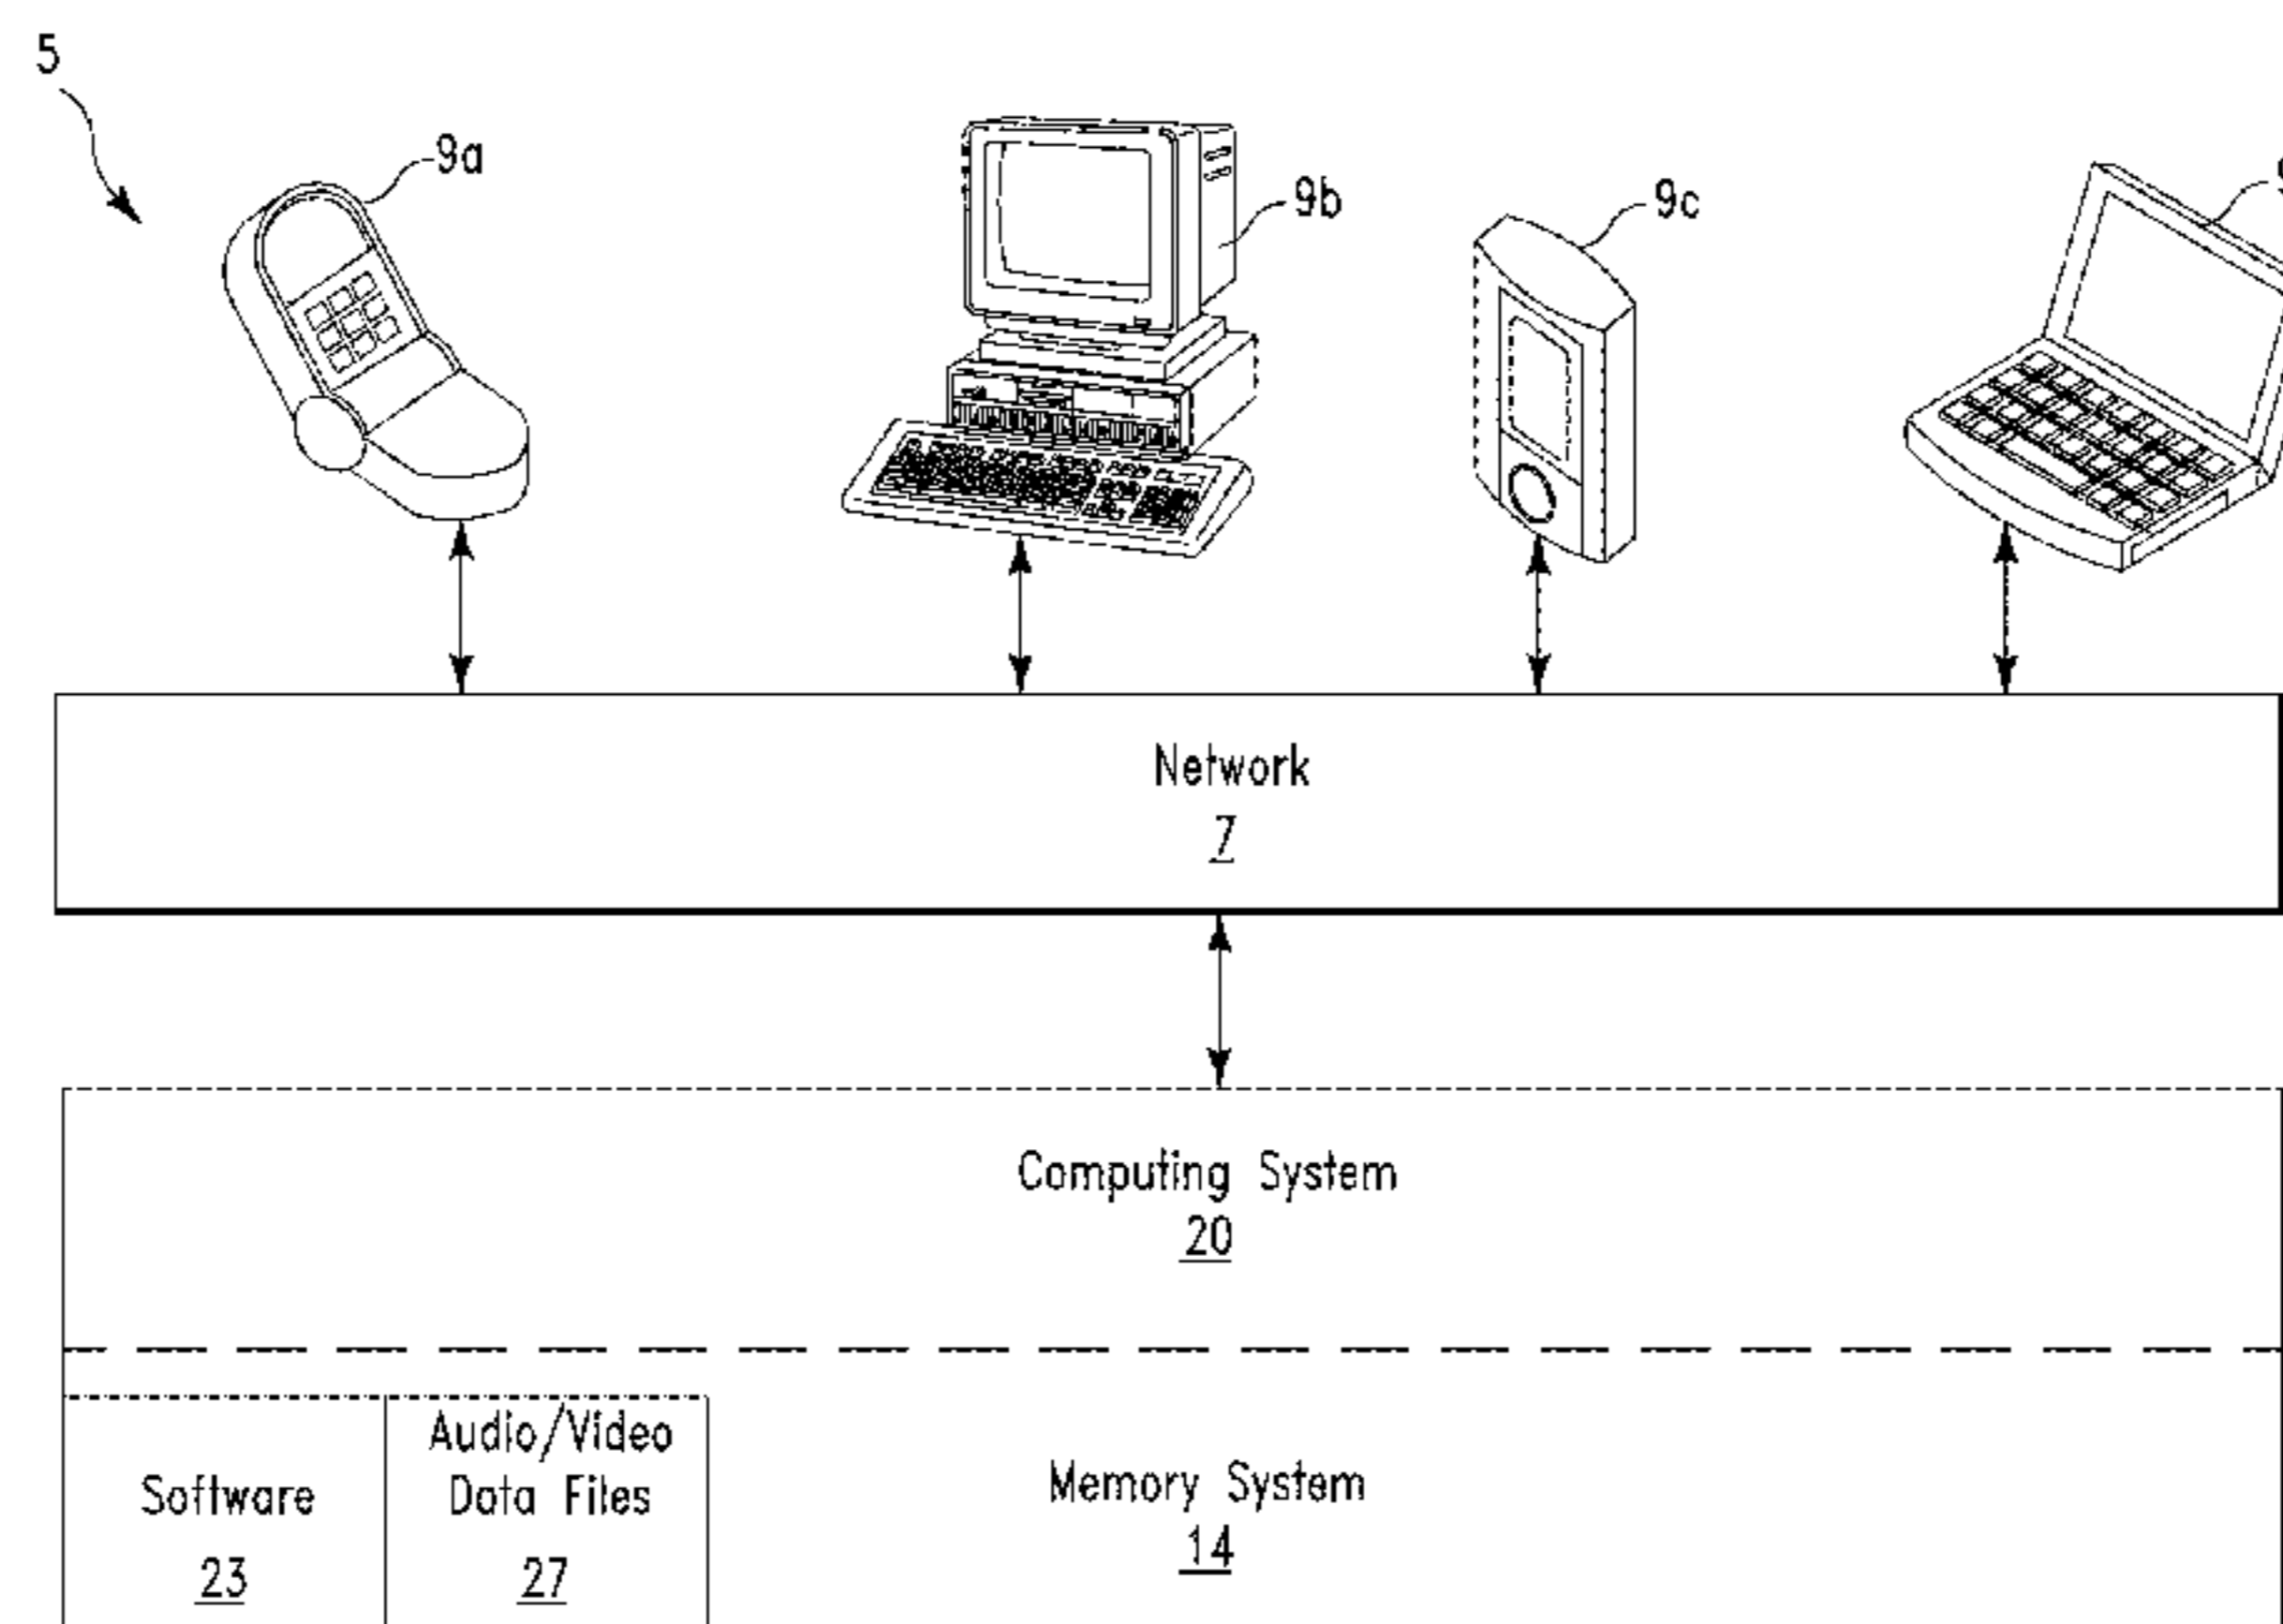 5
9a
9b
9c
Network
7
Computing System
20
Audio/Video
Data Files
Software
Memory System
23
27
14